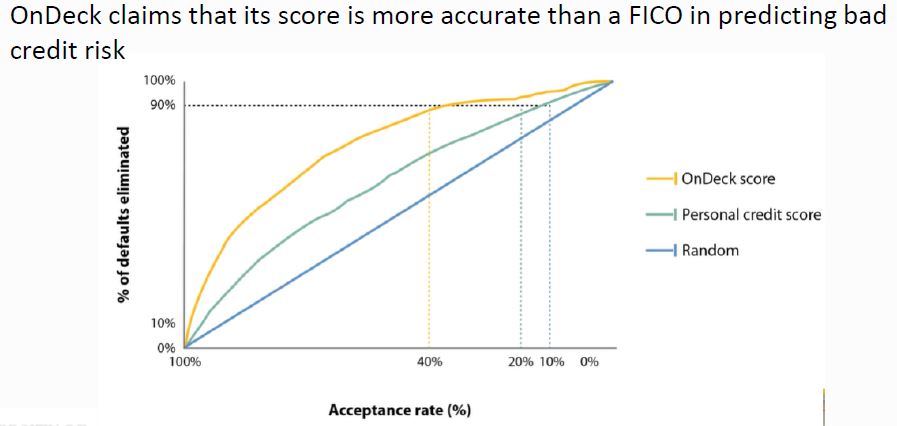 OnDeck claims that its score is more accurate than a FICO in predicting bad
credit risk
100%
90%
% of defaults eliminated
10%
0%
100%
40%
20%
10%
0%
Acceptance rate (%)
OnDeck score
Personal credit score
Random